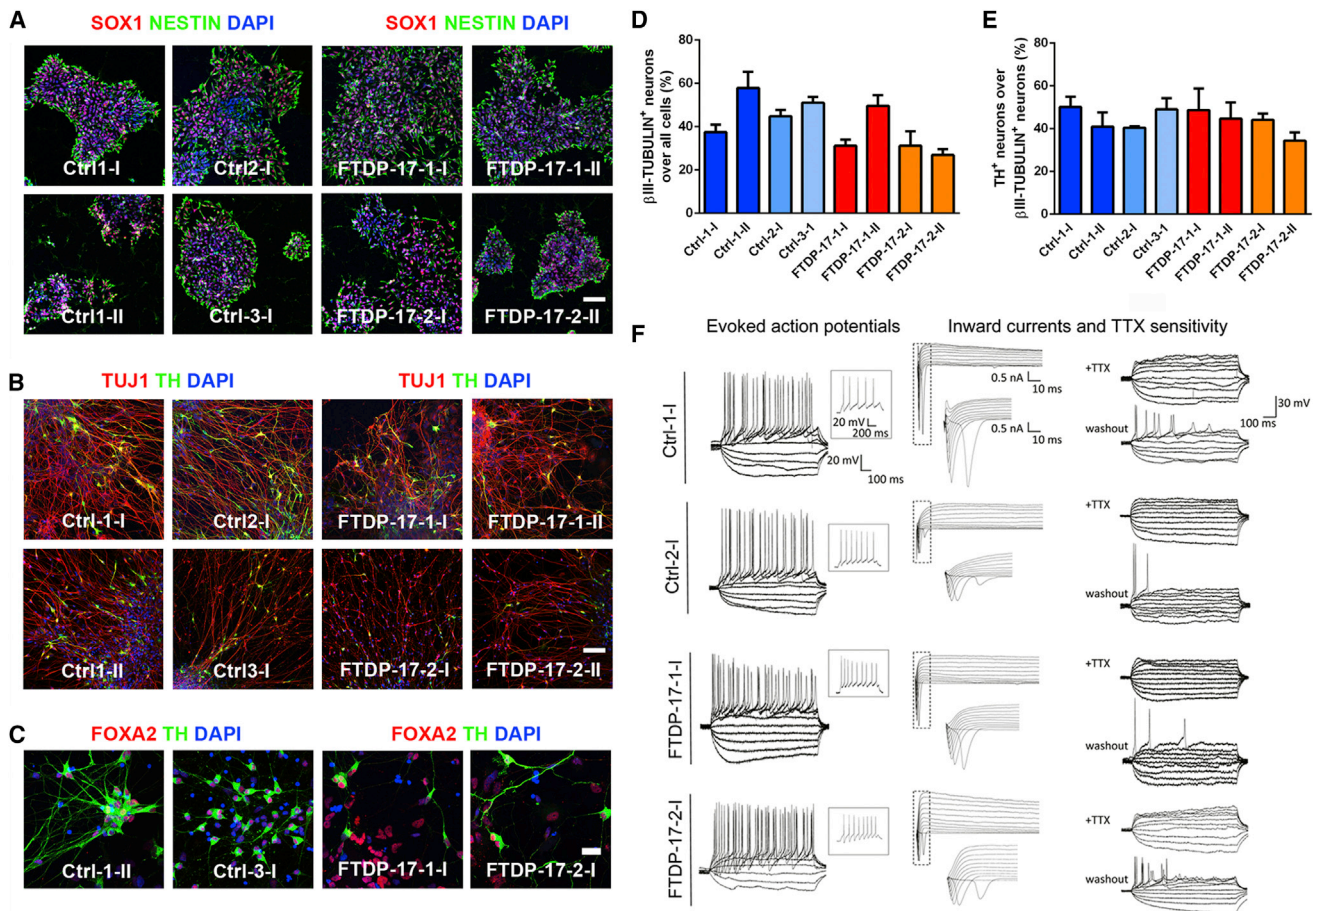 A
SOX1 NESTIN DAPI
SOX1 NESTIN DAPI
Ctrl1-I
Ctrl2-I
FTDP-17-1-I
FTDP-17-1-II
Ctrl1-II
Ctrl-3-I
FTDP-17-2-I
FTDP-17-2-II
B
TUJ1 TH DAPI
TUJ1 TH DAPI
Ctrl-1-I
Ctrl2-I
FTDP-17-1-I
FTDP-17-1-II
Ctrl1-II
Ctrl3-I
FTDP-17-2-I
FTDP-17-2-II
C
FOXA2 TH DAPI
FOXA2 TH DAPI
Ctrl-1-II
Ctrl-3-I
FTDP-17-1-I
FTDP-17-2-I
D
βIII-TUBULIN⁺ neurons
over all cells (%)
80
60
40
20
0
Ctrl-1-I
Ctrl-1-II
Ctrl-2-I
Ctrl-3-1
FTDP-17-1-I
FTDP-17-1-II
FTDP-17-2-I
FTDP-17-2-II
E
TH⁺ neurons over
βIII-TUBULIN⁺ neurons (%)
80
60
40
20
0
Ctrl-1-I
Ctrl-1-II
Ctrl-2-I
Ctrl-3-1
FTDP-17-1-I
FTDP-17-1-II
FTDP-17-2-I
FTDP-17-2-II
F
Evoked action potentials
Inward currents and TTX sensitivity
Ctrl-1-I
20 mV
200 ms
20 mV
100 ms
0.5 nA
10 ms
0.5 nA
10 ms
+TTX
30 mV
100 ms
washout
Ctrl-2-I
+TTX
washout
FTDP-17-1-I
+TTX
washout
FTDP-17-2-I
+TTX
washout